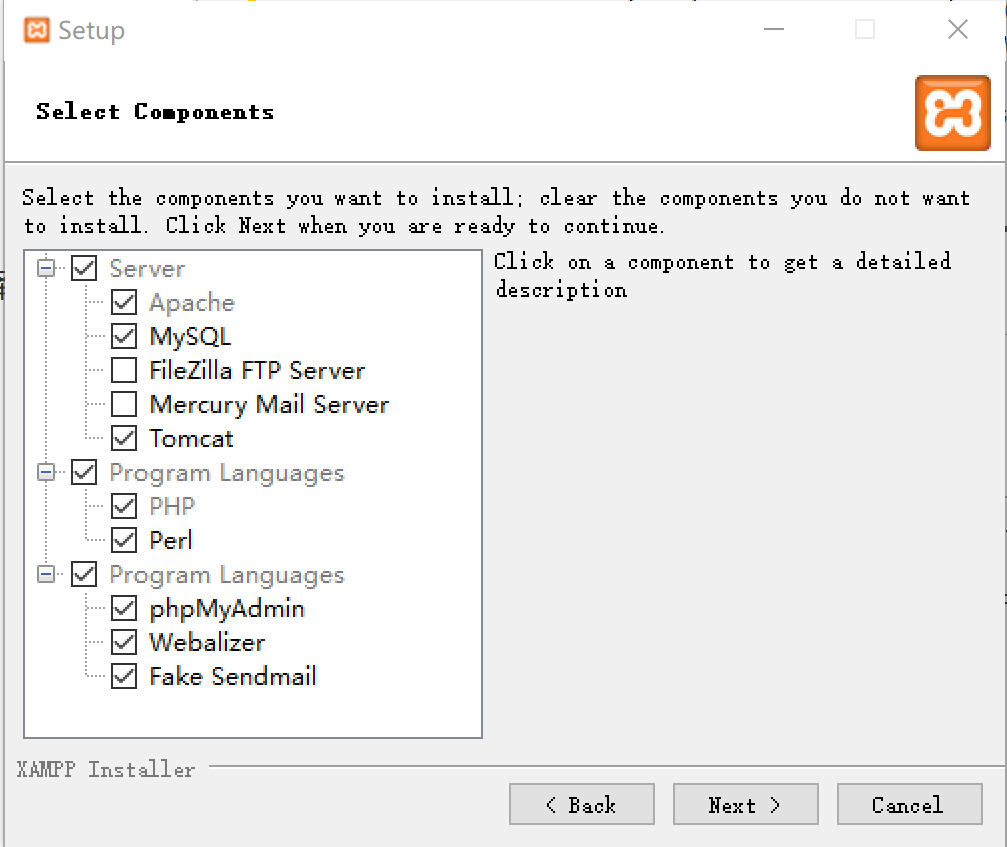 Setup
Select Components
Select the components you want to install; clear the components you do not want
to install. Click Next when you are ready to continue.
Server
Apache
MySQL
FileZilla FTP Server
Mercury Mail Server
Tomcat
Program Languages
PHP
Perl
Program Languages
phpMyAdmin
Webalizer
Fake Sendmail
Click on a component to get a detailed
description
XAMPP Installer
< Back
Next >
Cancel